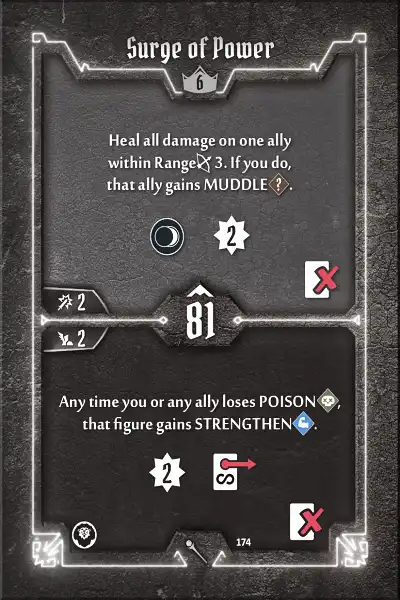 Surge of Power
6
Heal all damage on one ally
within Range 3. If you do,
that ally gains MUDDLE ?.
2
2
81
2
Any time you or any ally loses POISON,
that figure gains STRENGTHEN.
2
174